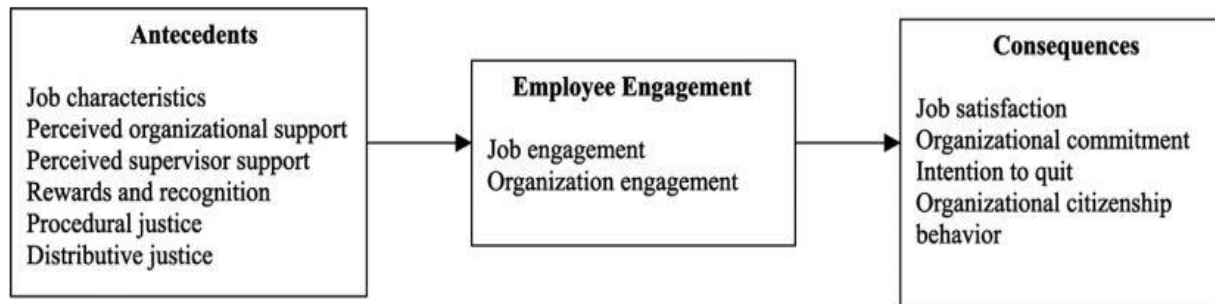 Antecedents
Job characteristics
Perceived organizational support
Perceived supervisor support
Rewards and recognition
Procedural justice
Distributive justice
Employee Engagement
Job engagement
Organization engagement
Consequences
Job satisfaction
Organizational commitment
Intention to quit
Organizational citizenship
behavior